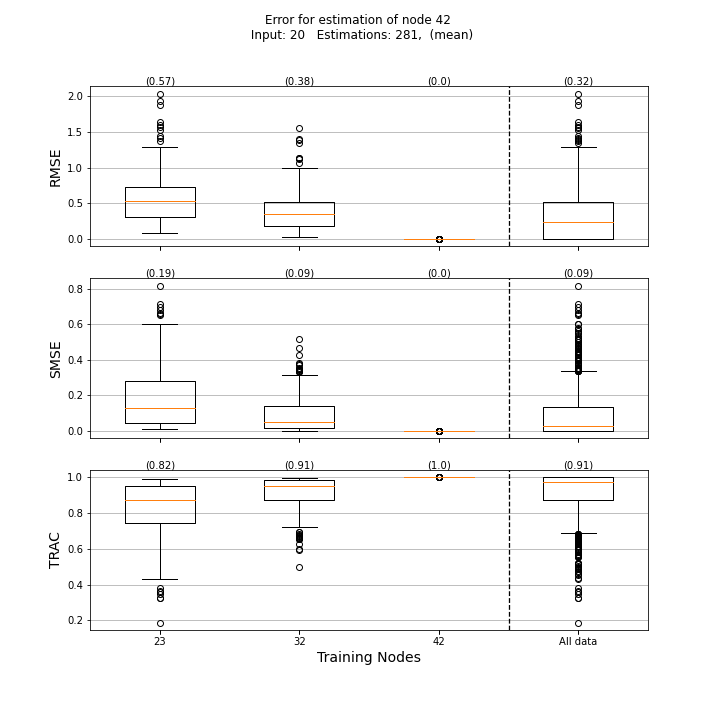 Error for estimation of node 42
Input: 20   Estimations: 281,  (mean)
(0.57) (0.38) (0.0) (0.32)
2.0
1.5
1.0
0.5
0.0
RMSE
(0.19) (0.09) (0.0) (0.09)
0.8
0.6
0.4
0.2
0.0
SMSE
(0.82) (0.91) (1.0) (0.91)
1.0
0.8
0.6
0.4
0.2
TRAC
23 32 42 All data
Training Nodes